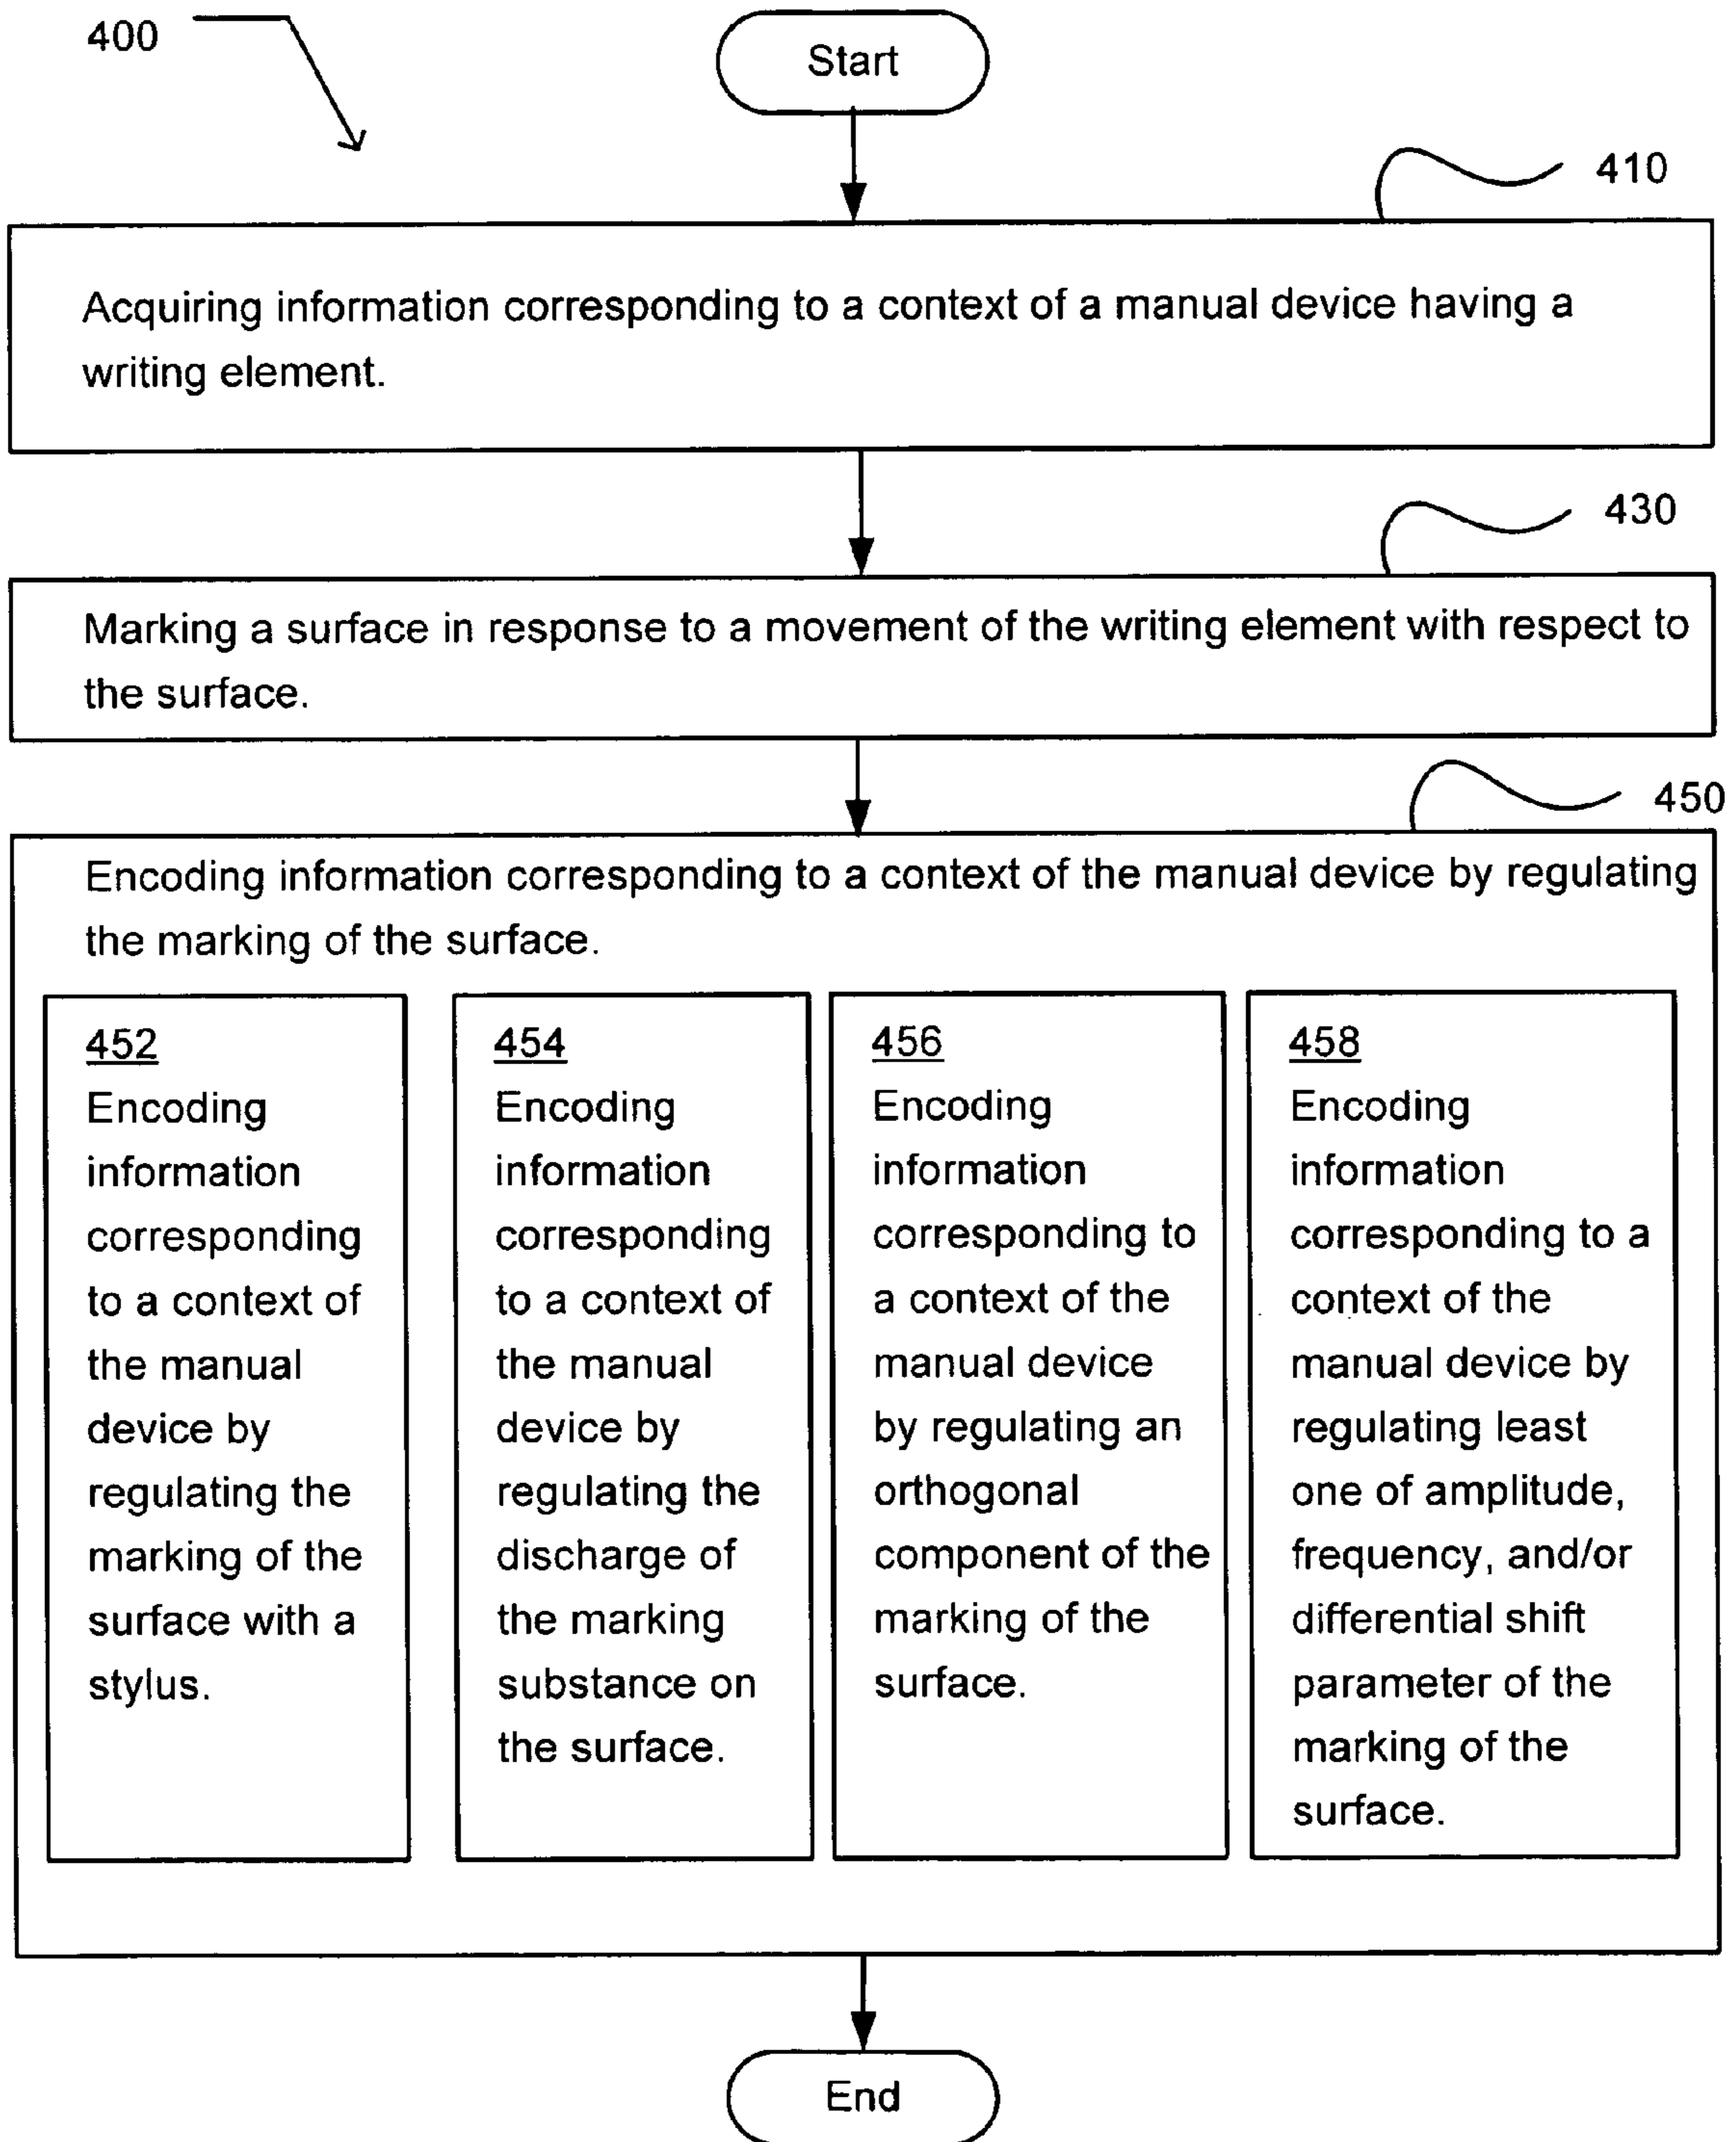 400
Start
410
Acquiring information corresponding to a context of a manual device having a
writing element.
430
Marking a surface in response to a movement of the writing element with respect to
the surface.
450
Encoding information corresponding to a context of the manual device by regulating
the marking of the surface.
452
Encoding
information
corresponding
to a context of
the manual
device by
regulating the
marking of the
surface with a
stylus.
454
Encoding
information
corresponding
to a context of
the manual
device by
regulating the
discharge of
the marking
substance on
the surface.
456
Encoding
information
corresponding to
a context of the
manual device
by regulating an
orthogonal
component of the
marking of the
surface.
458
Encoding
information
corresponding to a
context of the
manual device by
regulating least
one of amplitude,
frequency, and/or
differential shift
parameter of the
marking of the
surface.
End